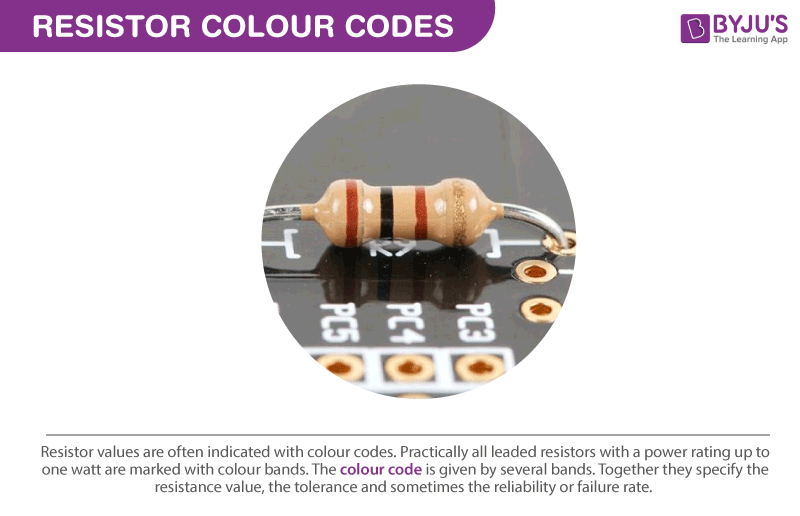 RESISTOR COLOUR CODES
BYJU'S
The Learning App
PC5 PC4 PC3
Resistor values are often indicated with colour codes. Practically all leaded resistors with a power rating up to
one watt are marked with colour bands. The colour code is given by several bands. Together they specify the
resistance value, the tolerance and sometimes the reliability or failure rate.